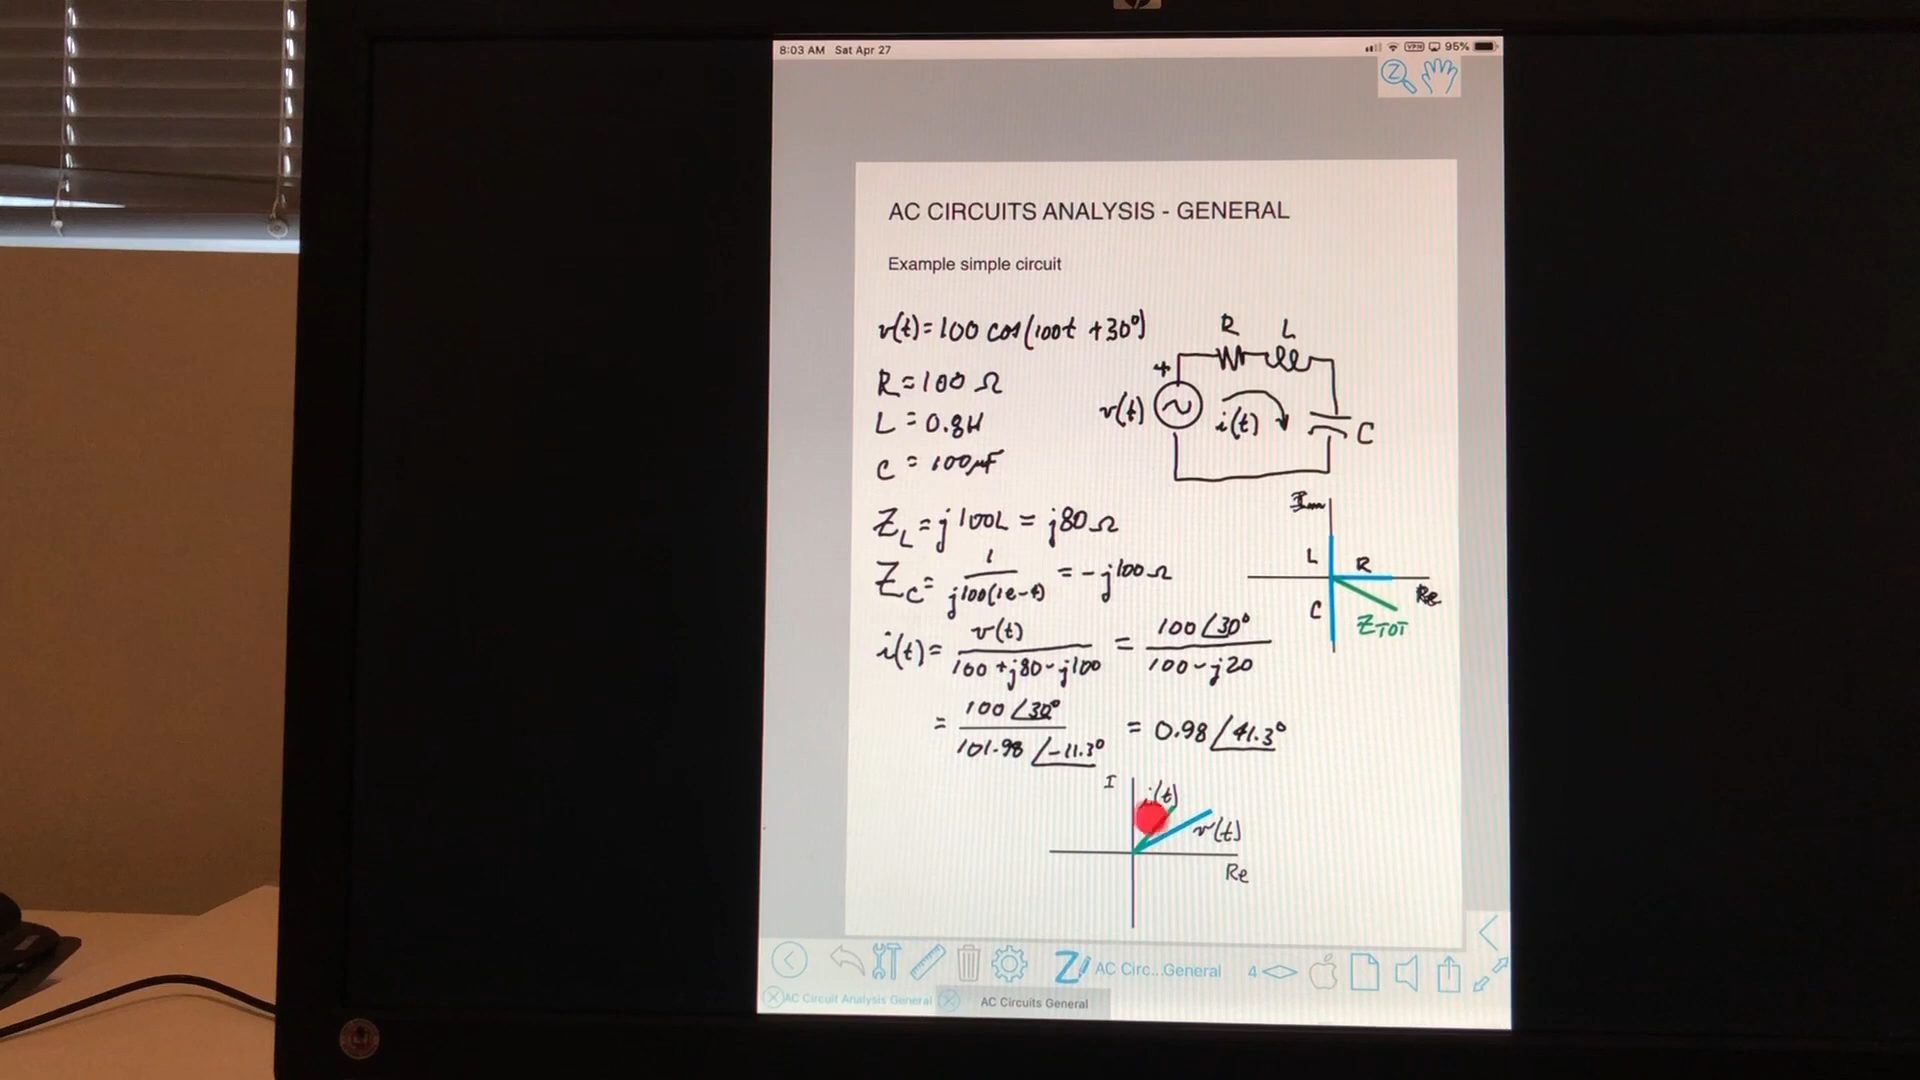 8:03 AM Sat Apr 27
VPN 95%
AC CIRCUITS ANALYSIS - GENERAL
Example simple circuit
v(t) = 100 cos(100t + 30°)
R = 100 Ω
L = 0.8H
C = 100μF
R L
+
v(t)
i(t)
C
Z_L = j100L = j80Ω
Z_C = 1 / j100(1e-4) = -j100Ω
Im
L R
C
Re
Z_TOT
i(t) = v(t) / 100 + j80 - j100 = 100∠30° / 100 - j20
= 100∠30° / 101.98∠-11.3° = 0.98∠41.3°
I
i(t)
v(t)
Re
AC Circ...General 4
AC Circuit Analysis General
AC Circuits General